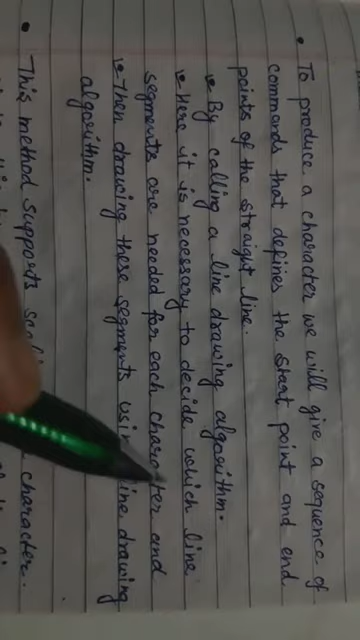 • To produce a character we will give a sequence of
commands that defines the start point and end
points of the straight line.
• By calling a line drawing algorithm.
• Here it is necessary to decide which line
segments are needed for each character and
• Then drawing these segments line drawing
algorithm.
• This method supports character.